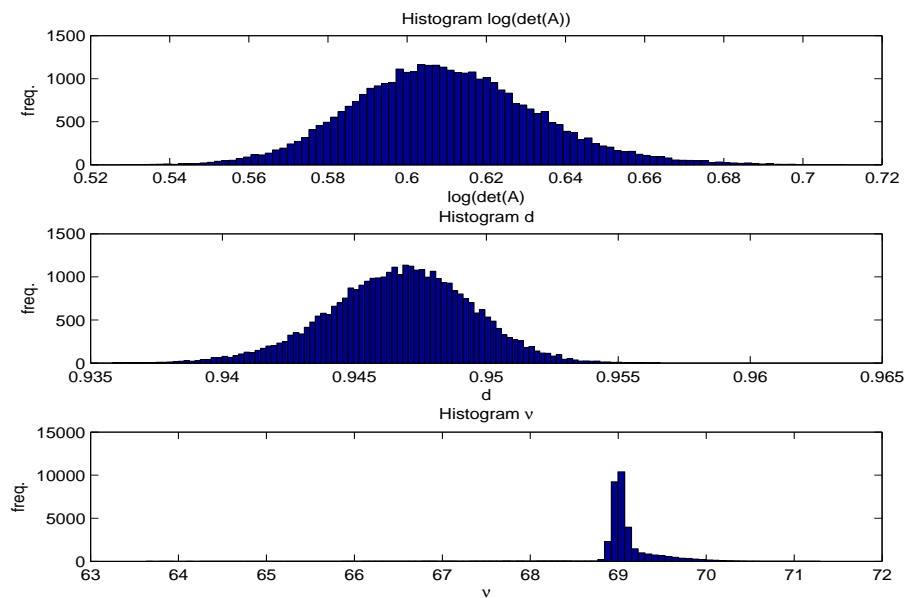 Histogram log(det(A))
1500
1000
500
0
freq.
0.52 0.54 0.56 0.58 0.6 0.62 0.64 0.66 0.68 0.7 0.72
log(det(A)
Histogram d
1500
1000
500
0
freq.
0.935 0.94 0.945 0.95 0.955 0.96 0.965
d
Histogram ν
15000
10000
5000
0
freq.
63 64 65 66 67 68 69 70 71 72
ν